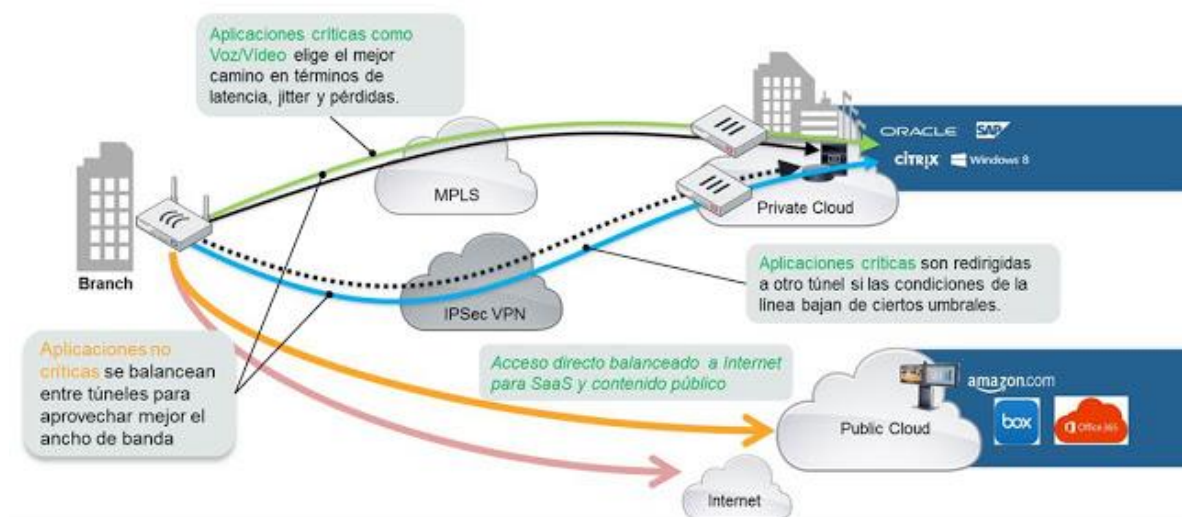 Aplicaciones críticas como
Voz/Vídeo elige el mejor
camino en términos de
latencia, jitter y pérdidas.
MPLS
ORACLE SAP
CİTRIX Windows 8
Private Cloud
Branch
IPSec VPN
Aplicaciones críticas son redirigidas
a otro túnel si las condiciones de la
línea bajan de ciertos umbrales.
Aplicaciones no
críticas se balancean
entre túneles para
aprovechar mejor el
ancho de banda
Acceso directo balanceado a Internet
para SaaS y contenido público
amazon.com
box Office 365
Public Cloud
Internet